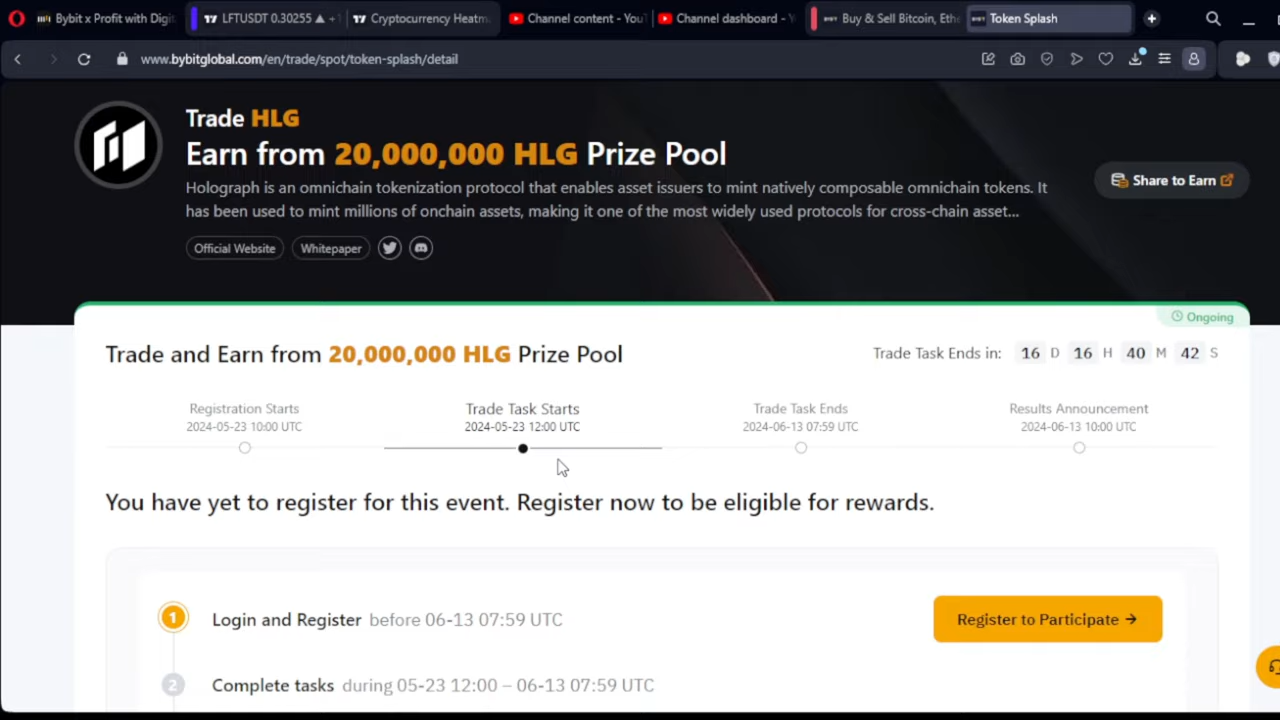 Bybit x Profit with Digit
LFTUSDT 0.30255 ▲ +1
Cryptocurrency Heatm
Channel content - YouT
Channel dashboard - Y
Buy & Sell Bitcoin, Eth
Token Splash
www.bybitglobal.com/en/trade/spot/token-splash/detail
Trade HLG
Earn from 20,000,000 HLG Prize Pool
Holograph is an omnichain tokenization protocol that enables asset issuers to mint natively composable omnichain tokens. It
has been used to mint millions of onchain assets, making it one of the most widely used protocols for cross-chain asset...
Share to Earn
Official Website
Whitepaper
Ongoing
Trade and Earn from 20,000,000 HLG Prize Pool
Trade Task Ends in: 16 D 16 H 40 M 42 S
Registration Starts
2024-05-23 10:00 UTC
Trade Task Starts
2024-05-23 12:00 UTC
Trade Task Ends
2024-06-13 07:59 UTC
Results Announcement
2024-06-13 10:00 UTC
You have yet to register for this event. Register now to be eligible for rewards.
1 Login and Register before 06-13 07:59 UTC
Register to Participate →
2 Complete tasks during 05-23 12:00 – 06-13 07:59 UTC